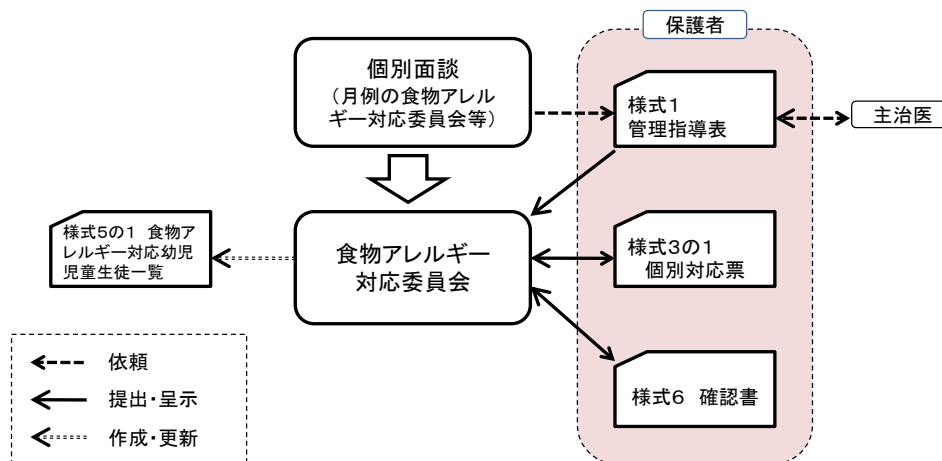 保護者
個別面談
（月例の食物アレル
ギー対応委員会等）
様式１
管理指導表
主治医
様式５の１ 食物ア
レルギー対応幼児
児童生徒一覧
食物アレルギー
対応委員会
様式３の１
個別対応票
様式６ 確認書
依頼
提出・呈示
作成・更新